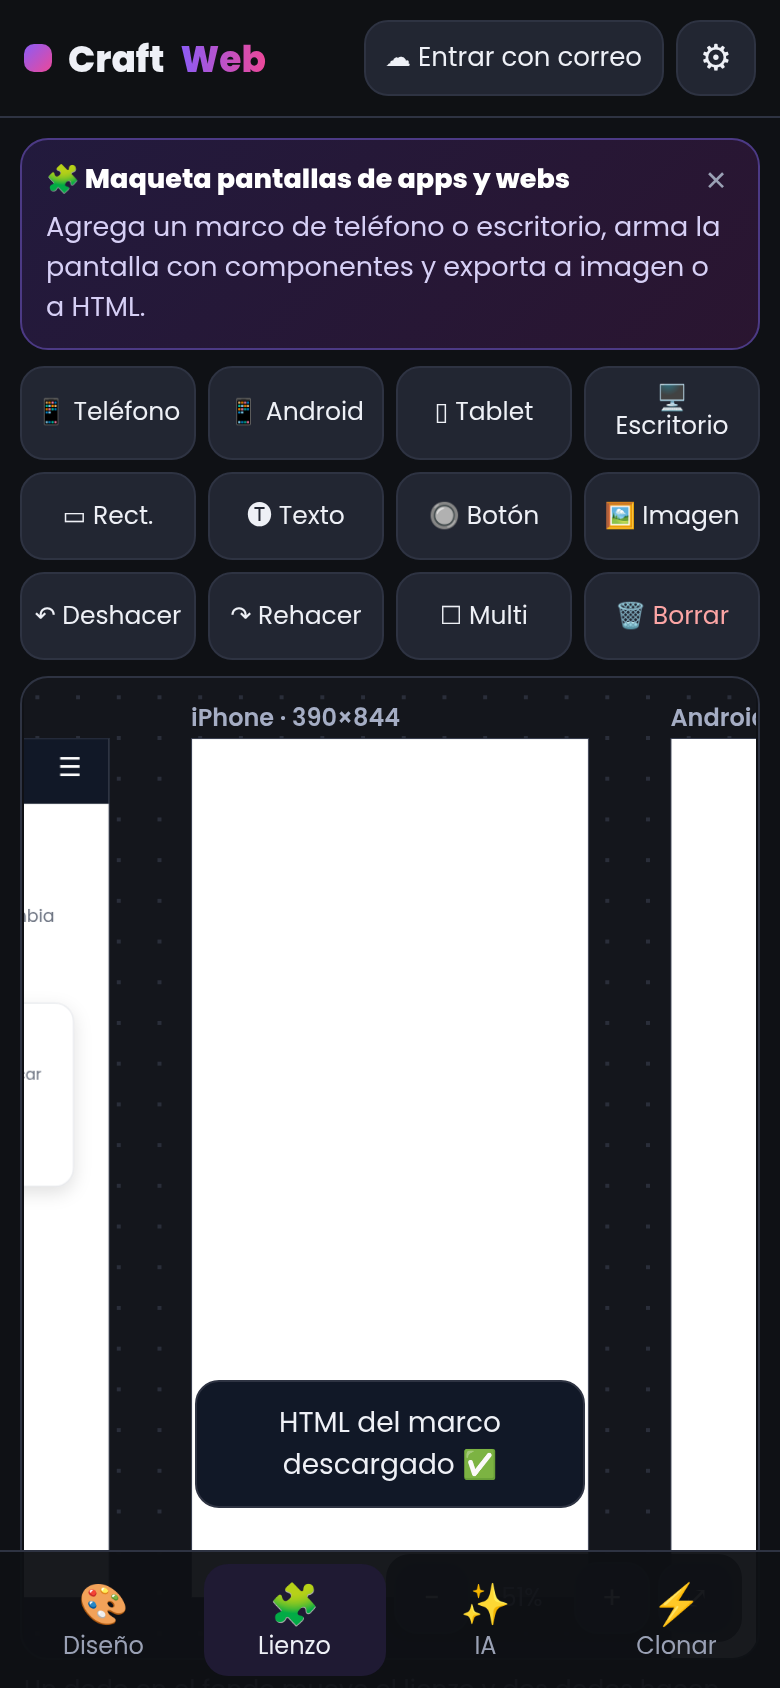 Craft Web
☁ Entrar con correo
⚙
🧩 Maqueta pantallas de apps y webs
✕
Agrega un marco de teléfono o escritorio, arma la
pantalla con componentes y exporta a imagen o
a HTML.
📱 Teléfono
📱 Android
▯ Tablet
🖥️
Escritorio
▭ Rect.
🅣 Texto
🔘 Botón
🖼️ Imagen
↶ Deshacer
↷ Rehacer
☐ Multi
🗑️ Borrar
iPhone · 390×844
☰
HTML del marco
descargado ✅
🎨
Diseño
🧩
Lienzo
✨
IA
⚡
Clonar